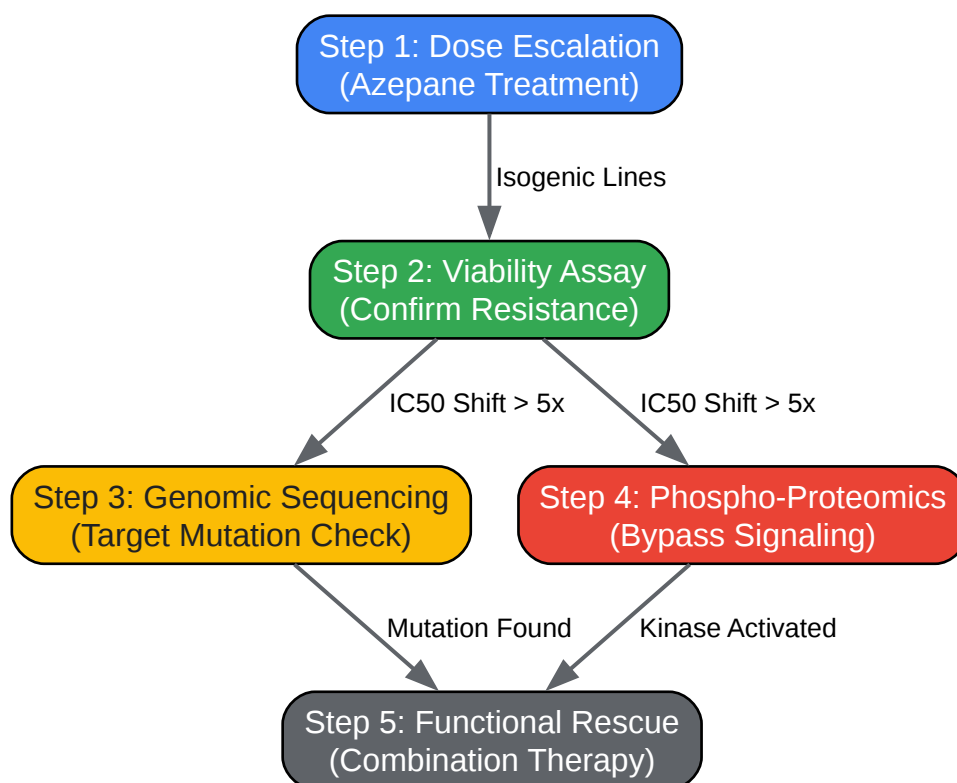 Step 1: Dose Escalation
(Azepane Treatment)
Isogenic Lines
Step 2: Viability Assay
(Confirm Resistance)
IC50 Shift > 5x
IC50 Shift > 5x
Step 3: Genomic Sequencing
(Target Mutation Check)
Step 4: Phospho-Proteomics
(Bypass Signaling)
Mutation Found
Kinase Activated
Step 5: Functional Rescue
(Combination Therapy)